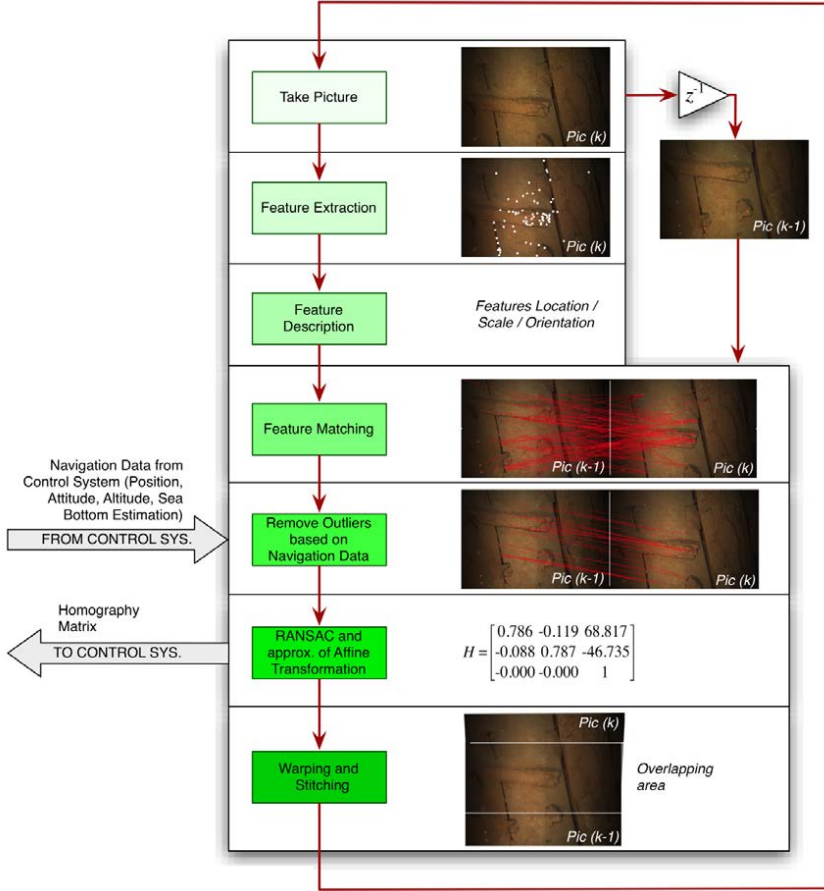 Take Picture
Pic (k)
z⁻¹
Pic (k-1)
Feature Extraction
Pic (k)
Feature
Description
Features Location /
Scale / Orientation
Feature Matching
Pic (k-1)
Pic (k)
Navigation Data from
Control System (Position,
Attitude, Altitude, Sea
Bottom Estimation)
FROM CONTROL SYS.
Remove Outliers
based on
Navigation Data
Pic (k-1)
Pic (k)
Homography
Matrix
TO CONTROL SYS.
RANSAC and
approx. of Affine
Transformation
0.786 -0.119 68.817
H = -0.088 0.787 -46.735
-0.000 -0.000 1
Warping and
Stitching
Pic (k)
Overlapping
area
Pic (k-1)